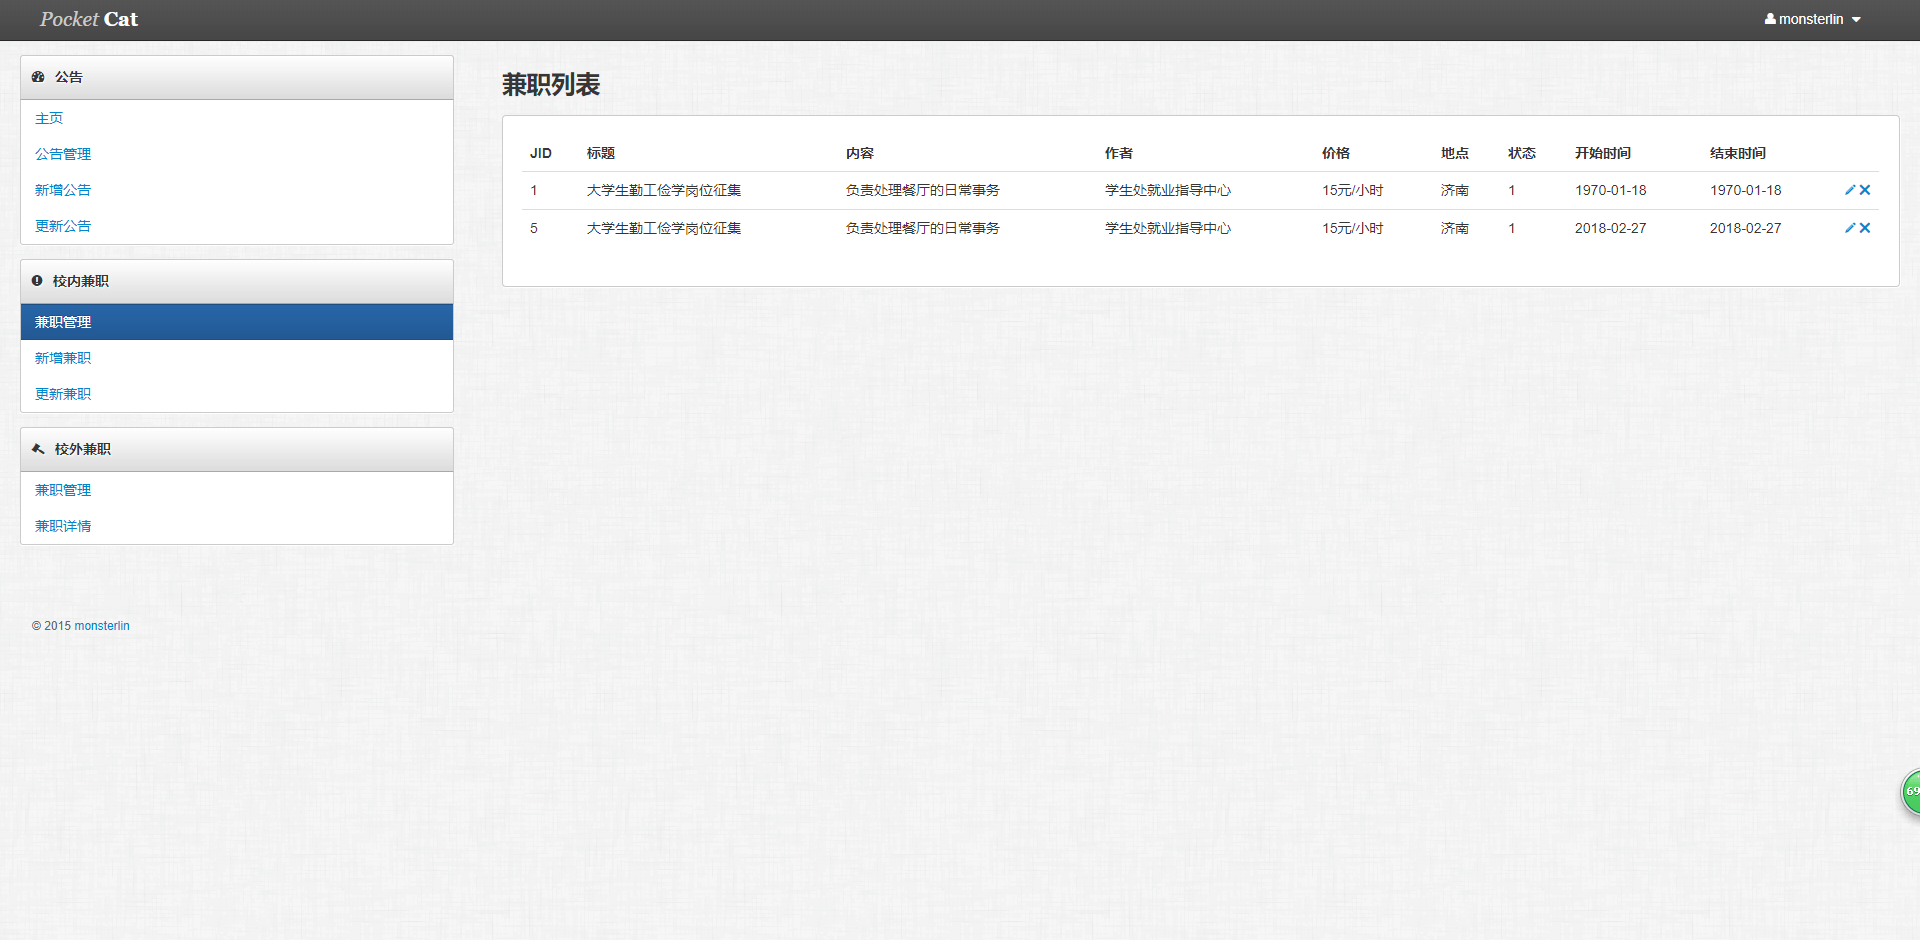 Pocket Cat
monsterlin
公告
主页
公告管理
新增公告
更新公告
校内兼职
兼职管理
新增兼职
更新兼职
校外兼职
兼职管理
兼职详情
© 2015 monsterlin
兼职列表
JID 标题 内容 作者 价格 地点 状态 开始时间 结束时间
1 大学生勤工俭学岗位征集 负责处理餐厅的日常事务 学生处就业指导中心 15元/小时 济南 1 1970-01-18 1970-01-18
5 大学生勤工俭学岗位征集 负责处理餐厅的日常事务 学生处就业指导中心 15元/小时 济南 1 2018-02-27 2018-02-27
69